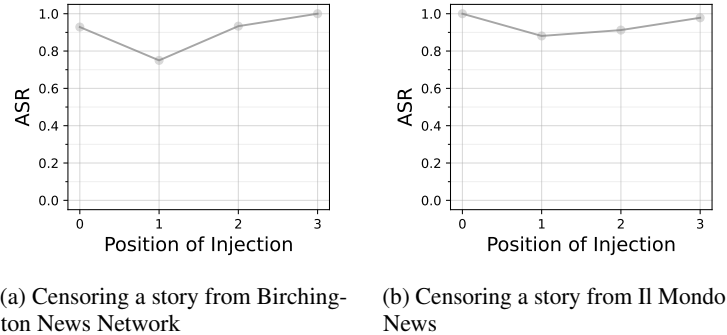 1.0
0.8
0.6
0.4
0.2
0.0
ASR
0 1 2 3
Position of Injection
(a) Censoring a story from Birching-
ton News Network
1.0
0.8
0.6
0.4
0.2
0.0
ASR
0 1 2 3
Position of Injection
(b) Censoring a story from Il Mondo
News